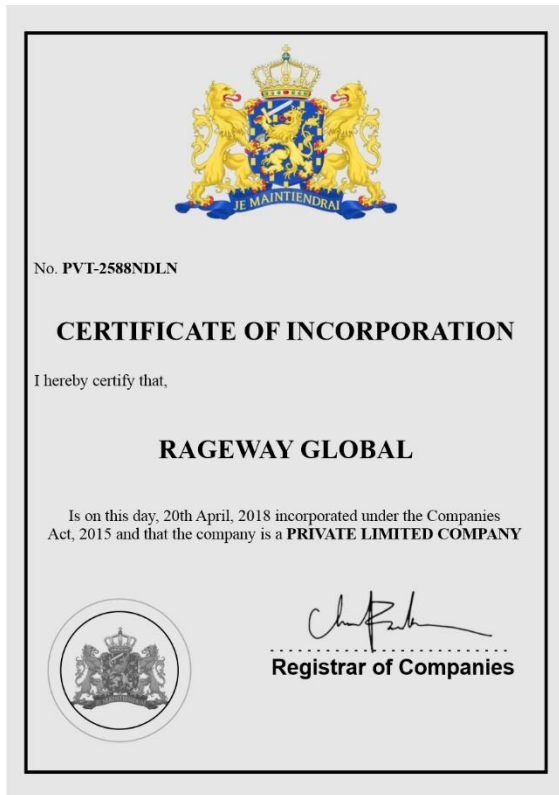 JE MAINTIENDRAI
No. PVT-2588NDLN
CERTIFICATE OF INCORPORATION
I hereby certify that,
RAGEWAY GLOBAL
Is on this day, 20th April, 2018 incorporated under the Companies
Act, 2015 and that the company is a PRIVATE LIMITED COMPANY
Registrar of Companies